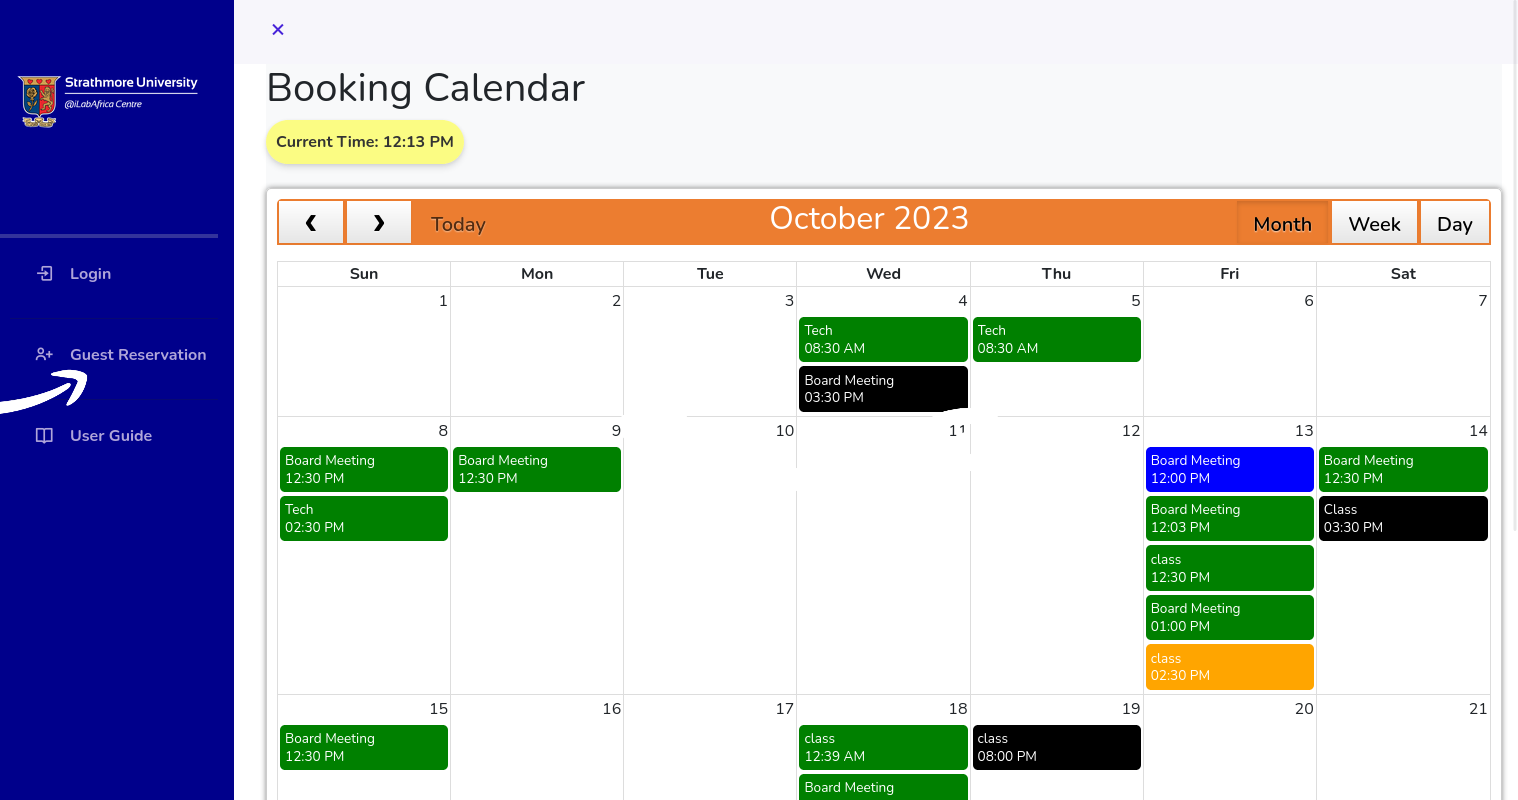 Strathmore University
@iLabAfrica Centre
Login
Guest Reservation
User Guide
Booking Calendar
Current Time: 12:13 PM
Today
October 2023
Month Week Day
Sun Mon Tue Wed Thu Fri Sat
1 2 3 4 5 6 7
Tech
08:30 AM
Board Meeting
03:30 PM
Tech
08:30 AM
8 9 10 11 12 13 14
Board Meeting
12:30 PM
Tech
02:30 PM
Board Meeting
12:30 PM
Board Meeting
12:00 PM
Board Meeting
12:03 PM
class
12:30 PM
Board Meeting
01:00 PM
class
02:30 PM
Board Meeting
12:30 PM
Class
03:30 PM
15 16 17 18 19 20 21
Board Meeting
12:30 PM
class
12:39 AM
Board Meeting
class
08:00 PM